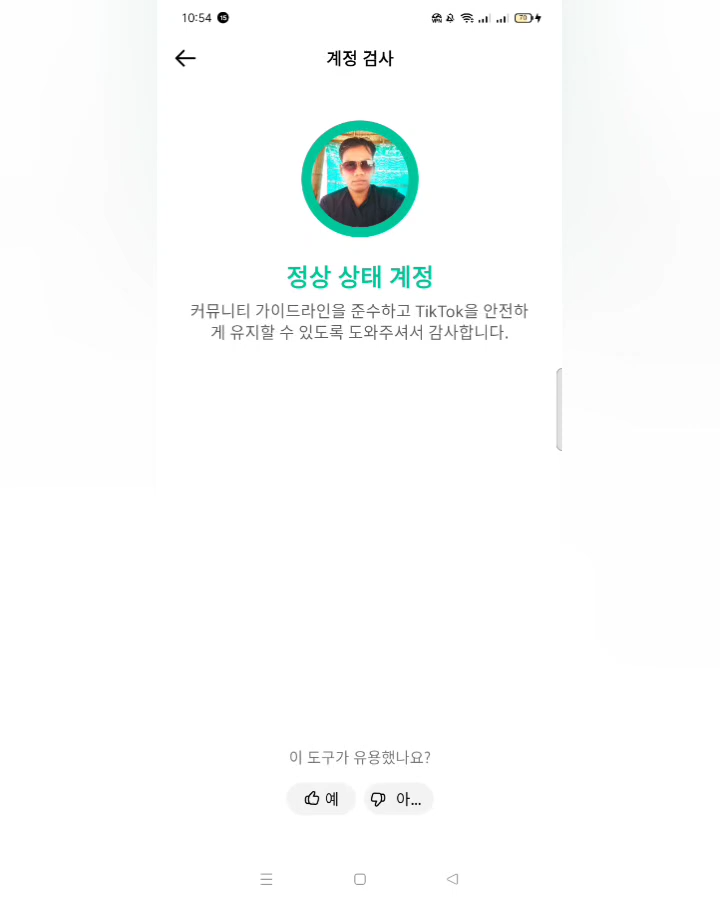 10:54 15 70
계정 검사
정상 상태 계정
커뮤니티 가이드라인을 준수하고 TikTok을 안전하
게 유지할 수 있도록 도와주셔서 감사합니다.
이 도구가 유용했나요?
예 아...